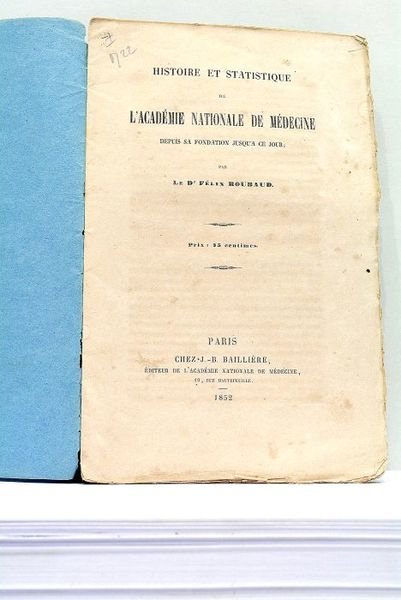 HISTOIRE ET STATISTIQUE
DE
L'ACADÉMIE NATIONALE DE MÉDECINE
DEPUIS SA FONDATION JUSQU'A CE JOUR;
PAR
LE Dr FÉLIX ROUBAUD.
Prix : 25 centimes.
PARIS
CHEZ J.-B. BAILLIÈRE,
ÉDITEUR DE L'ACADÉMIE NATIONALE DE MÉDECINE,
19, RUE HAUTEFEUILLE.
1852